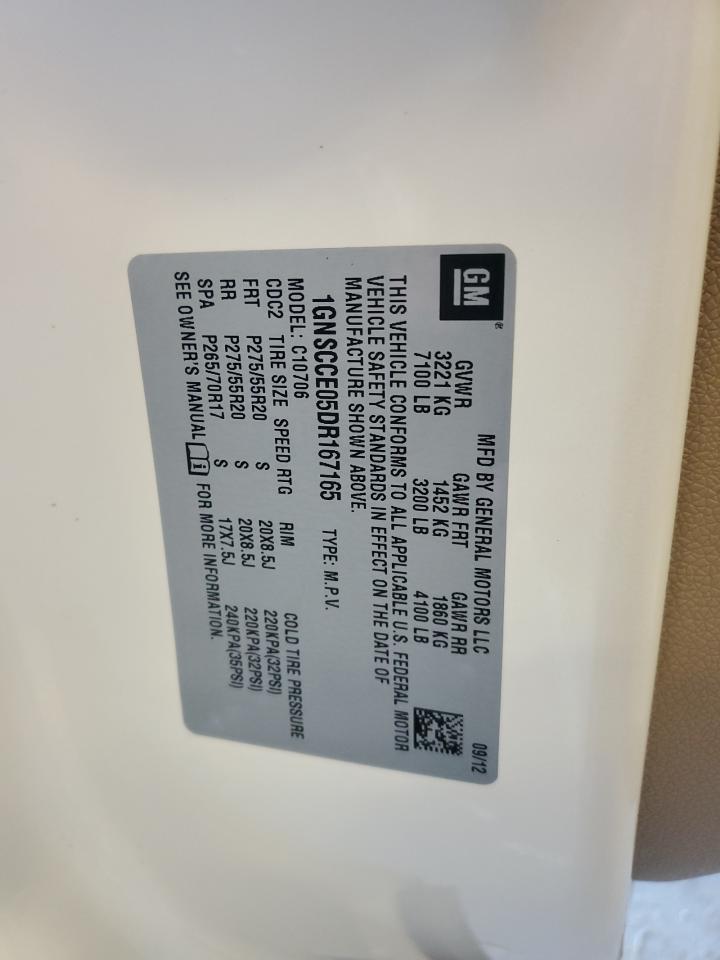 GM®
MFD BY GENERAL MOTORS LLC 09/12
GVWR GAWR FRT GAWR RR
3221 KG 1452 KG 1860 KG
7100 LB 3200 LB 4100 LB
THIS VEHICLE CONFORMS TO ALL APPLICABLE U.S. FEDERAL MOTOR
VEHICLE SAFETY STANDARDS IN EFFECT ON THE DATE OF
MANUFACTURE SHOWN ABOVE.
1GNSCCE05DR167165 TYPE: M.P.V.
MODEL: C10706
CDC2 TIRE SIZE SPEED RTG RIM COLD TIRE PRESSURE
FRT P275/55R20 S 20X8.5J 220KPA(32PSI)
RR P275/55R20 S 20X8.5J 220KPA(32PSI)
SPA P265/70R17 S 17X7.5J 240KPA(35PSI)
SEE OWNER'S MANUAL i FOR MORE INFORMATION.